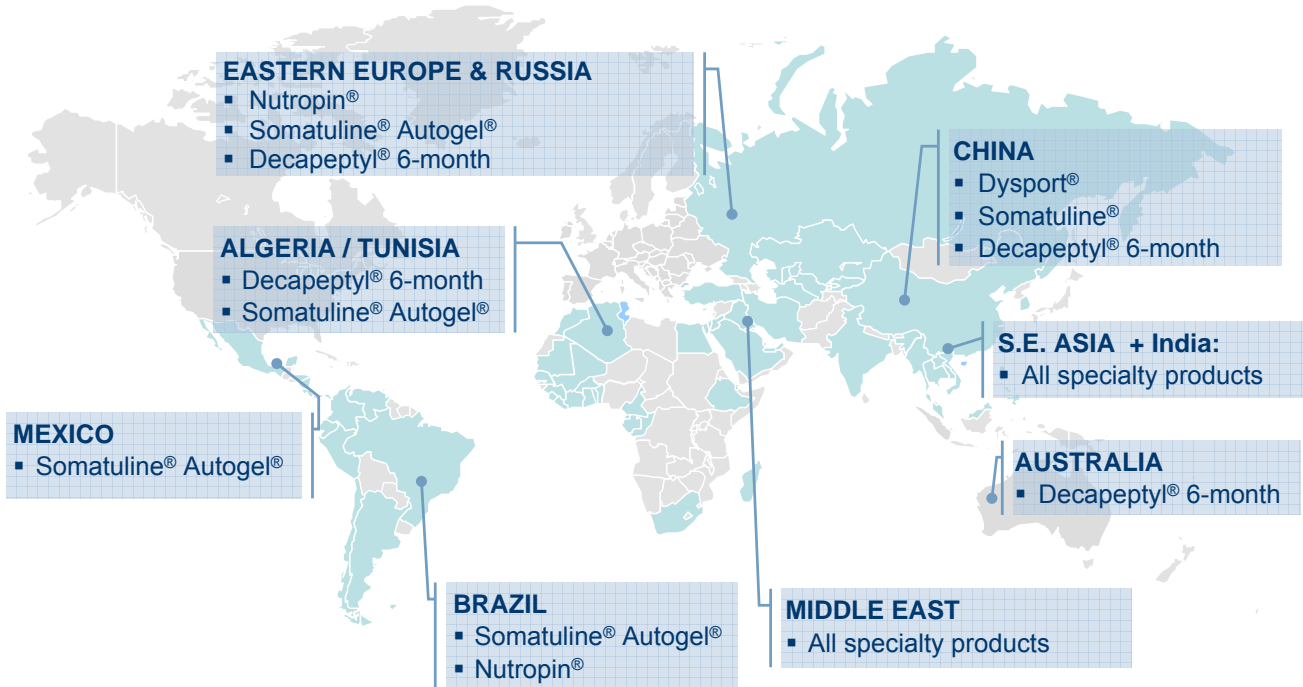 EASTERN EUROPE & RUSSIA
▪ Nutropin®
▪ Somatuline® Autogel®
▪ Decapeptyl® 6-month
CHINA
▪ Dysport®
▪ Somatuline®
▪ Decapeptyl® 6-month
ALGERIA / TUNISIA
▪ Decapeptyl® 6-month
▪ Somatuline® Autogel®
S.E. ASIA + India:
▪ All specialty products
MEXICO
▪ Somatuline® Autogel®
AUSTRALIA
▪ Decapeptyl® 6-month
BRAZIL
▪ Somatuline® Autogel®
▪ Nutropin®
MIDDLE EAST
▪ All specialty products